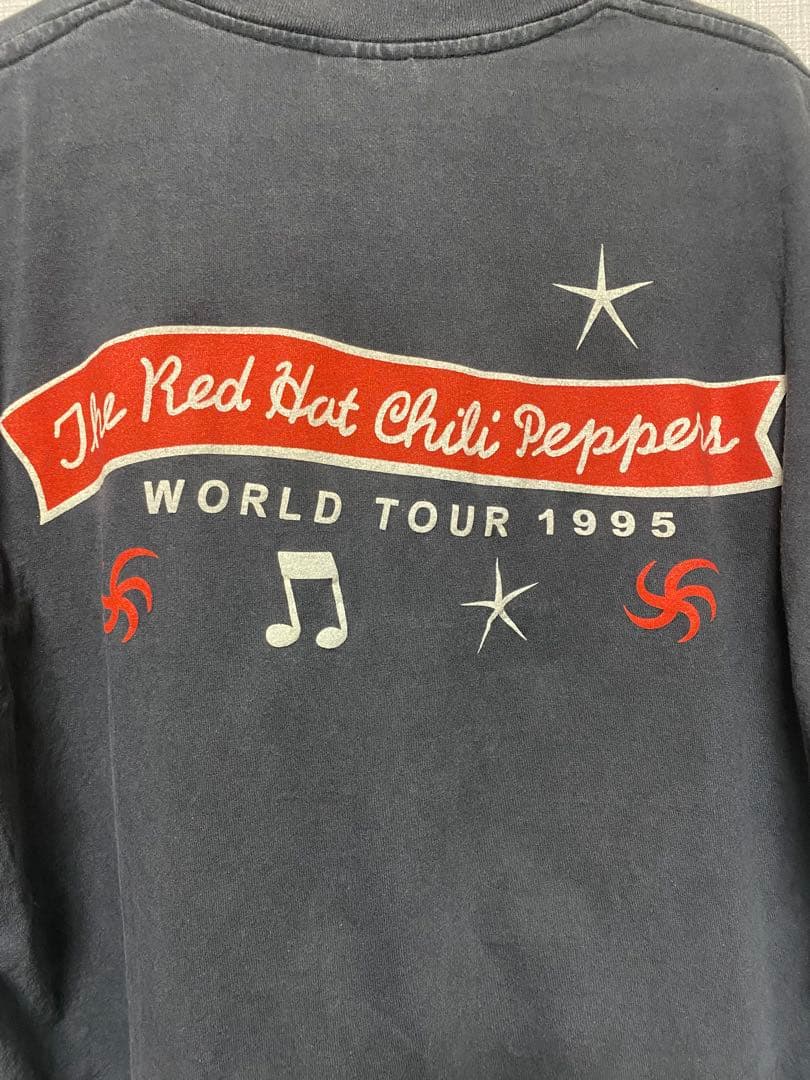 The Red Hat Chili Peppers
WORLD TOUR 1995